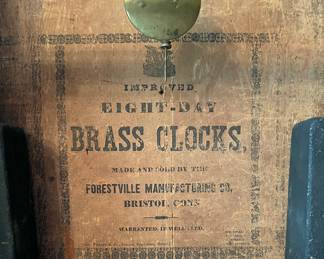 IMPROVED
EIGHT-DAY
BRASS CLOCKS,
MADE AND SOLD BY THE
FORESTVILLE MANUFACTURING CO.
BRISTOL, CONN
WARRANTED, IF WELL USED.